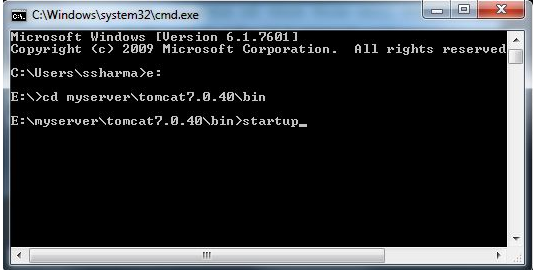 C:\Windows\system32\cmd.exe
Microsoft Windows [Version 6.1.7601]
Copyright (c) 2009 Microsoft Corporation.  All rights reserved
C:\Users\ssharma>e:
E:\>cd myserver\tomcat7.0.40\bin
E:\myserver\tomcat7.0.40\bin>startup_